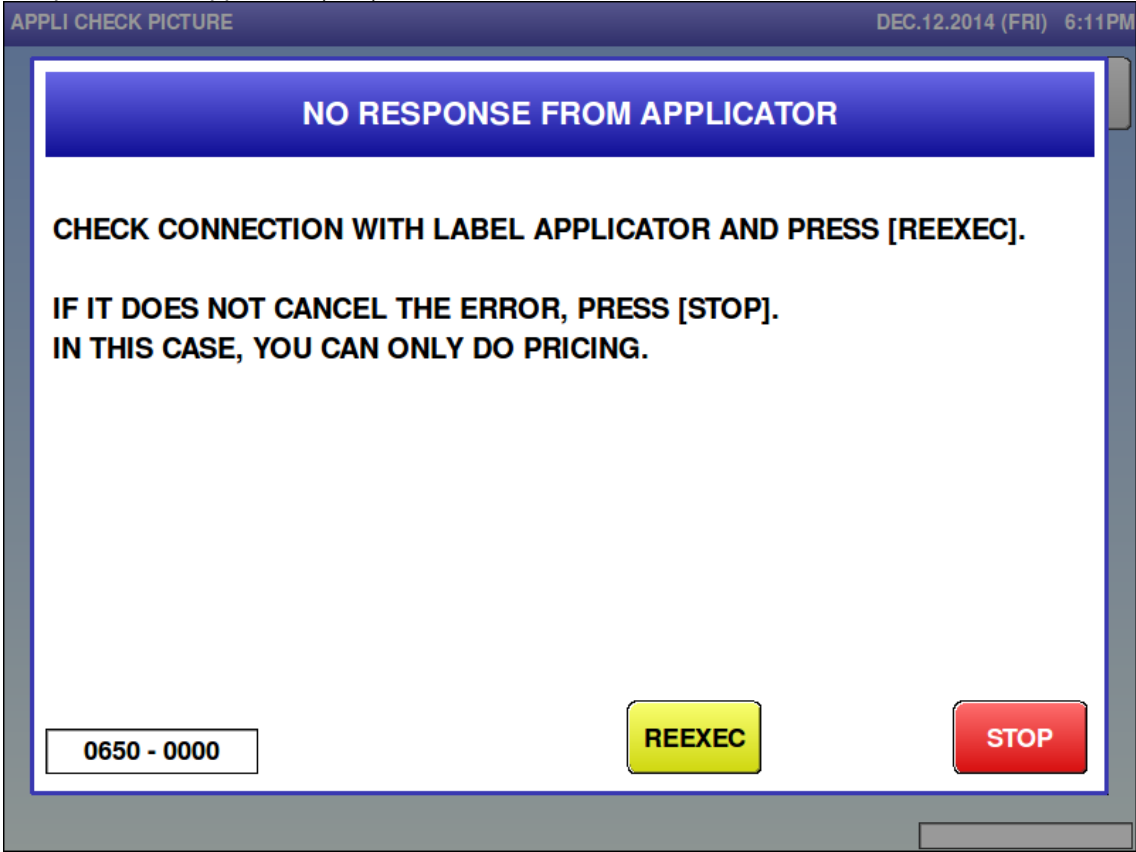 APPLI CHECK PICTURE DEC.12.2014 (FRI) 6:11PM
NO RESPONSE FROM APPLICATOR
CHECK CONNECTION WITH LABEL APPLICATOR AND PRESS [REEXEC].
IF IT DOES NOT CANCEL THE ERROR, PRESS [STOP].
IN THIS CASE, YOU CAN ONLY DO PRICING.
0650 - 0000 REEXEC STOP